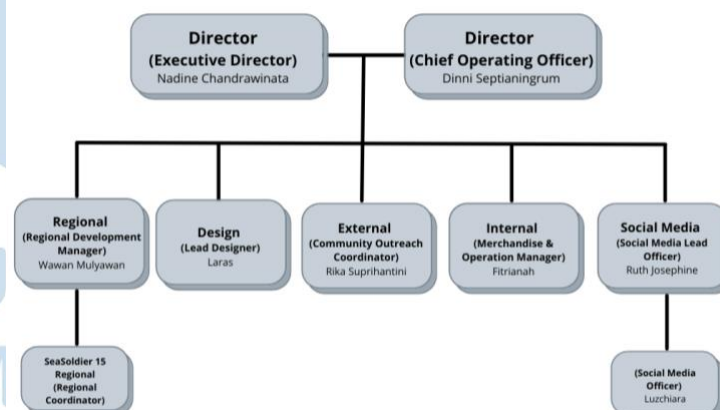 Director
(Executive Director)
Nadine Chandrawinata
Director
(Chief Operating Officer)
Dinni Septianingrum
Regional
(Regional Development
Manager)
Wawan Mulyawan
Design
(Lead Designer)
Laras
External
(Community Outreach
Coordinator)
Rika Suprihantini
Internal
(Merchandise &
Operation Manager)
Fitrianah
Social Media
(Social Media Lead
Officer)
Ruth Josephine
SeaSoldier 15
Regional
(Regional
Coordinator)
(Social Media
Officer)
Luzchiara